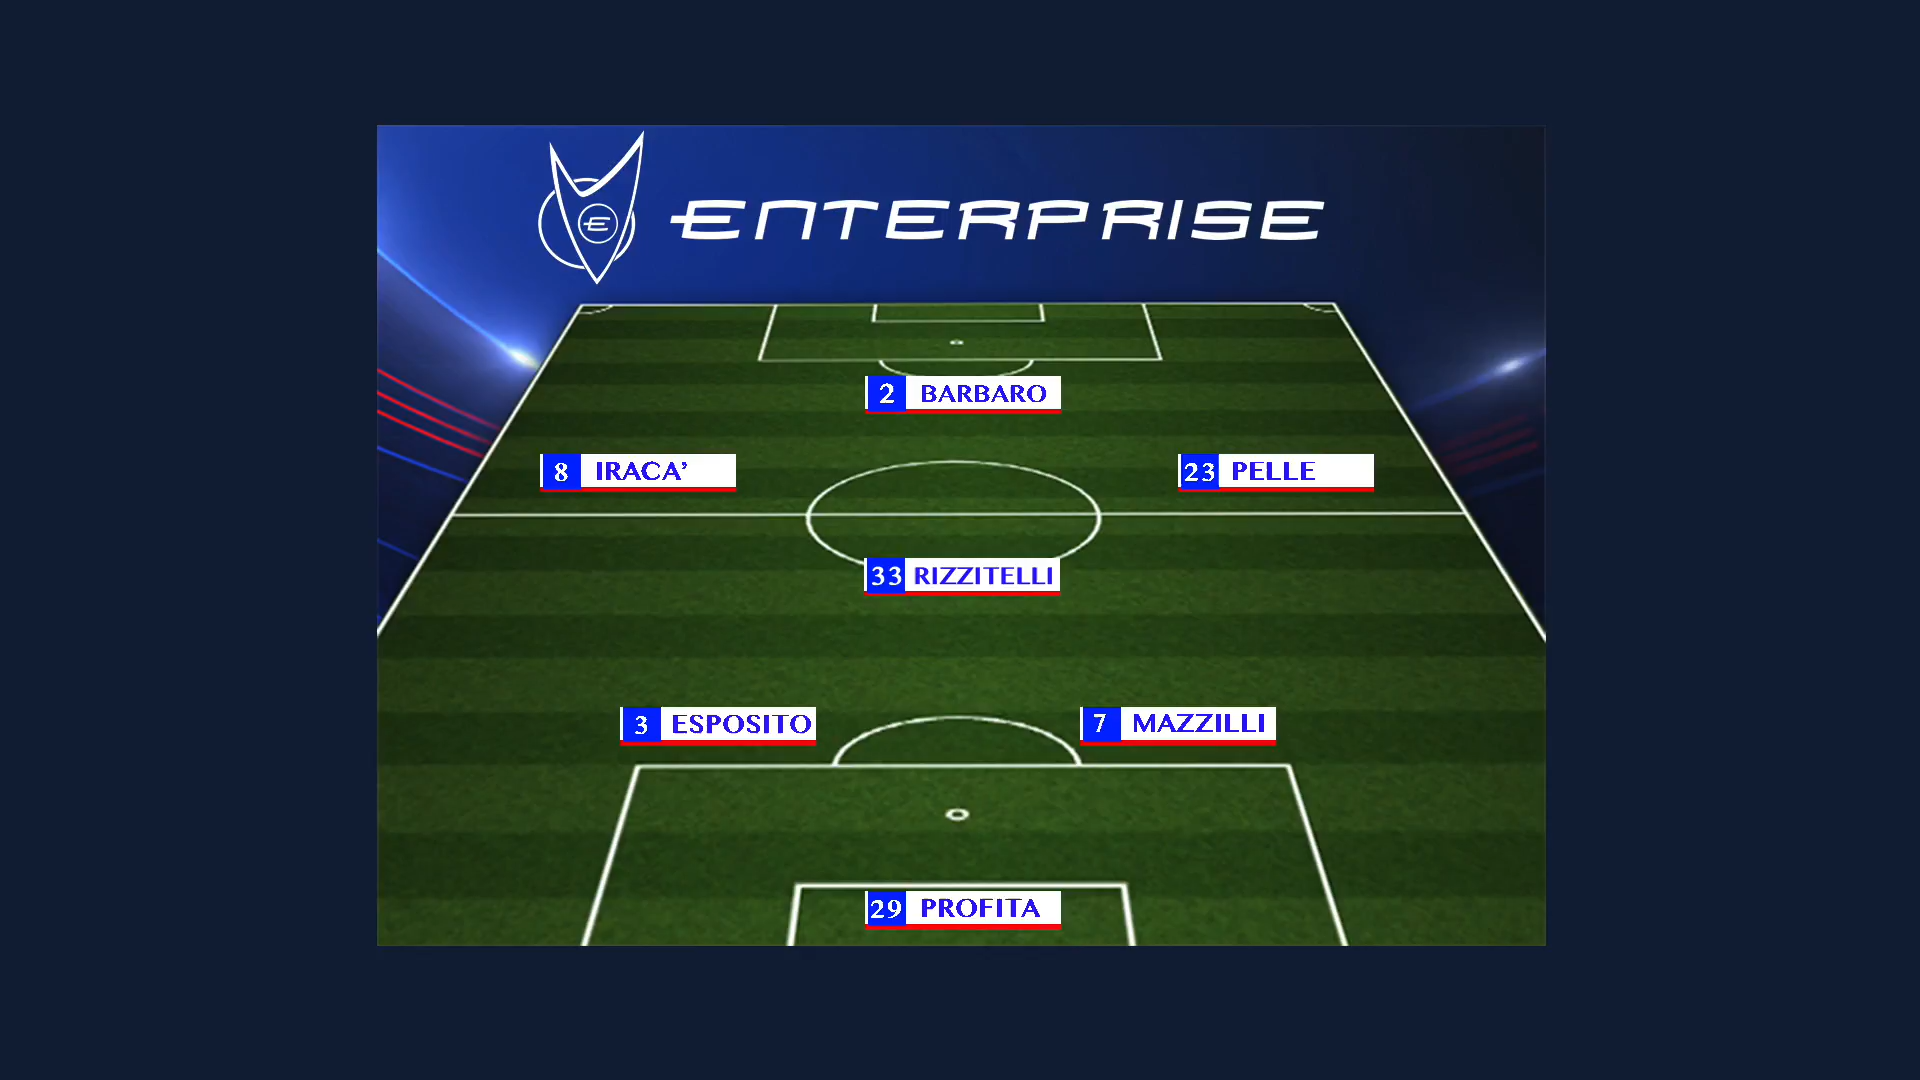 ENTERPRISE
E
2 BARBARO
8 IRACA’ 23 PELLE
33 RIZZITELLI
3 ESPOSITO 7 MAZZILLI
29 PROFITA